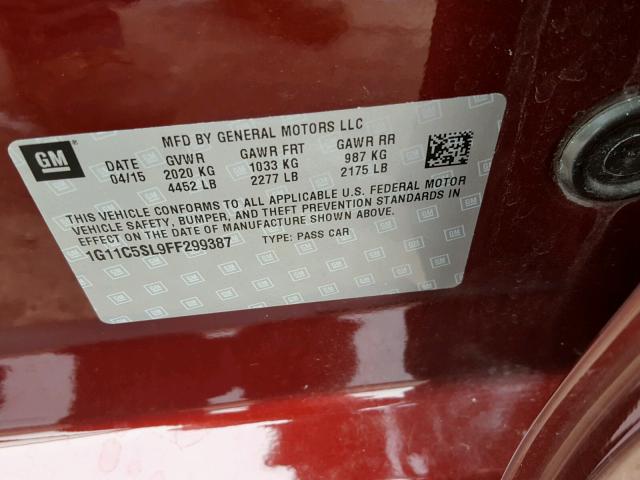 MFD BY GENERAL MOTORS LLC
GM
DATE GVWR GAWR FRT GAWR RR
04/15 2020 KG 1033 KG 987 KG
4452 LB 2277 LB 2175 LB
THIS VEHICLE CONFORMS TO ALL APPLICABLE U.S. FEDERAL MOTOR
VEHICLE SAFETY, BUMPER, AND THEFT PREVENTION STANDARDS IN
EFFECT ON THE DATE OF MANUFACTURE SHOWN ABOVE.
1G11C5SL9FF299387 TYPE: PASS CAR